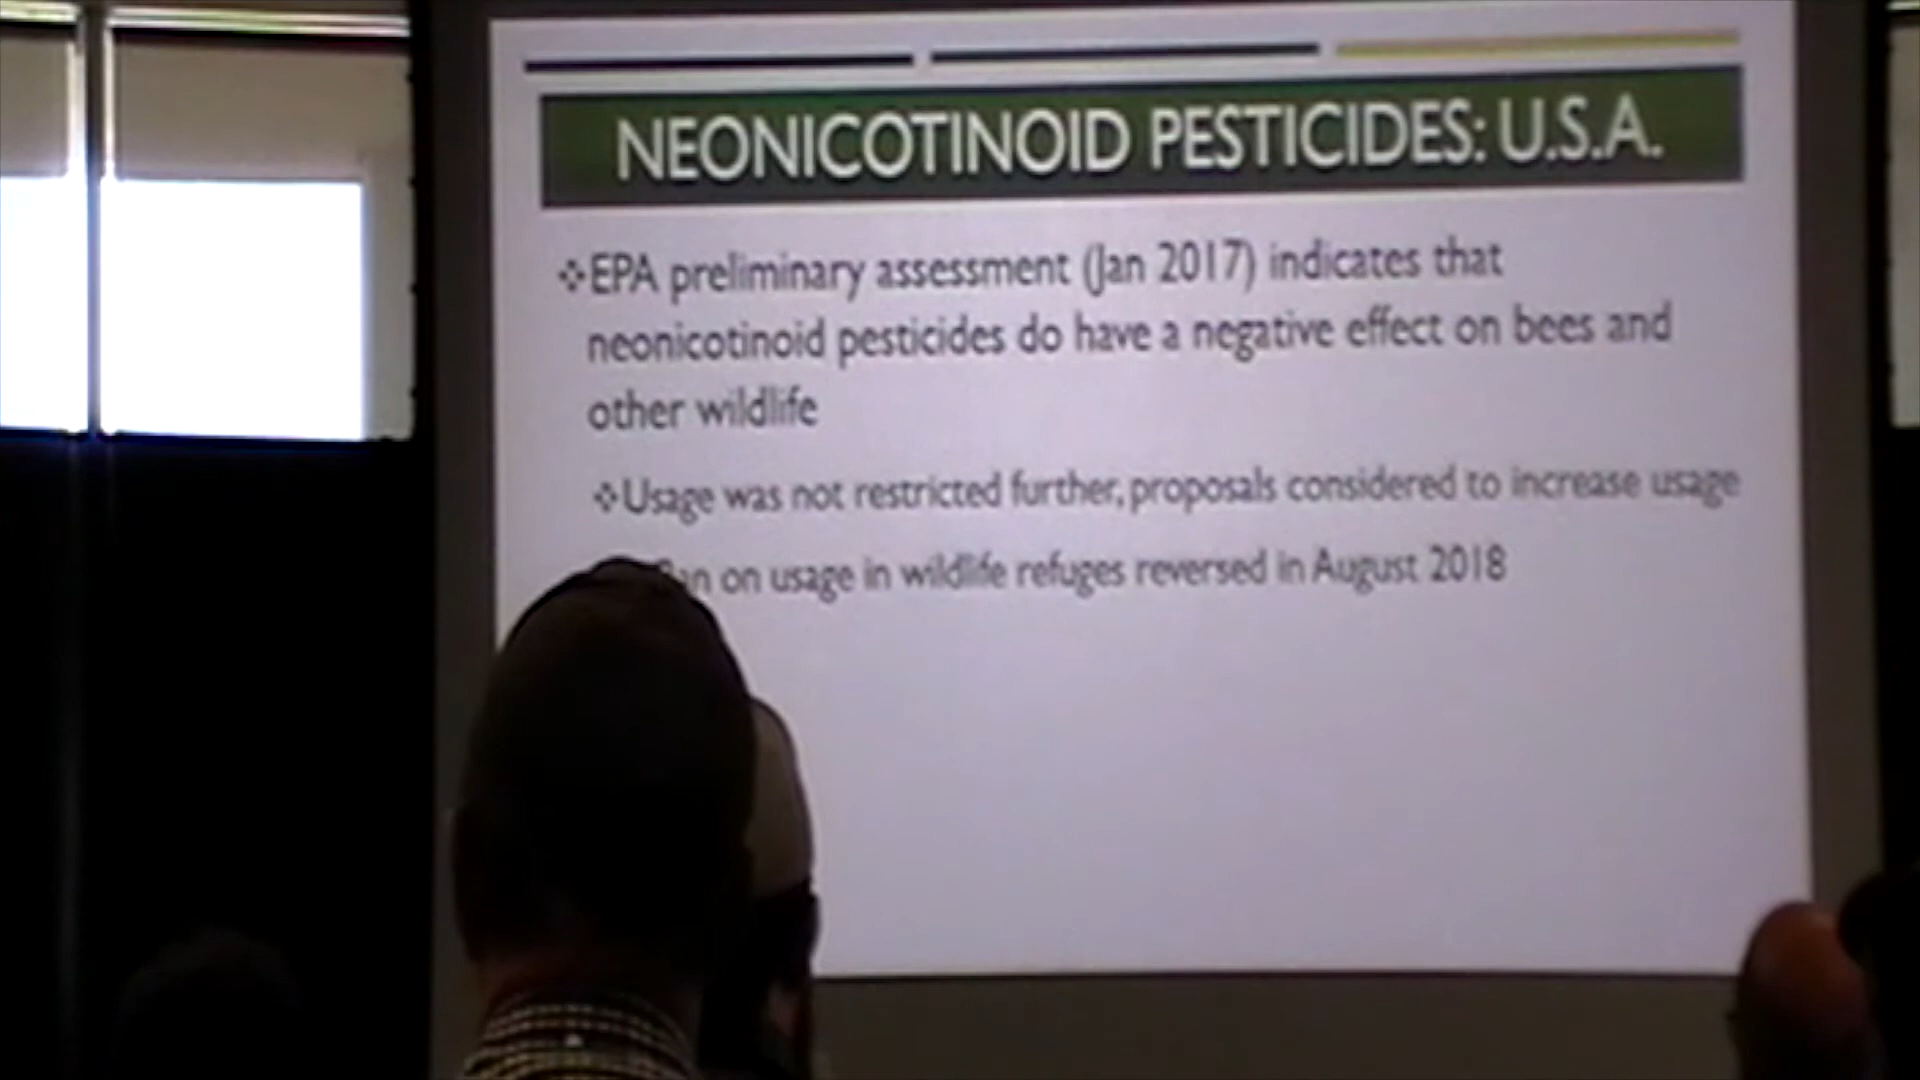 NEONICOTINOID PESTICIDES: U.S.A.
❖EPA preliminary assessment (Jan 2017) indicates that
neonicotinoid pesticides do have a negative effect on bees and
other wildlife
❖Usage was not restricted further, proposals considered to increase usage
on usage in wildlife refuges reversed in August 2018